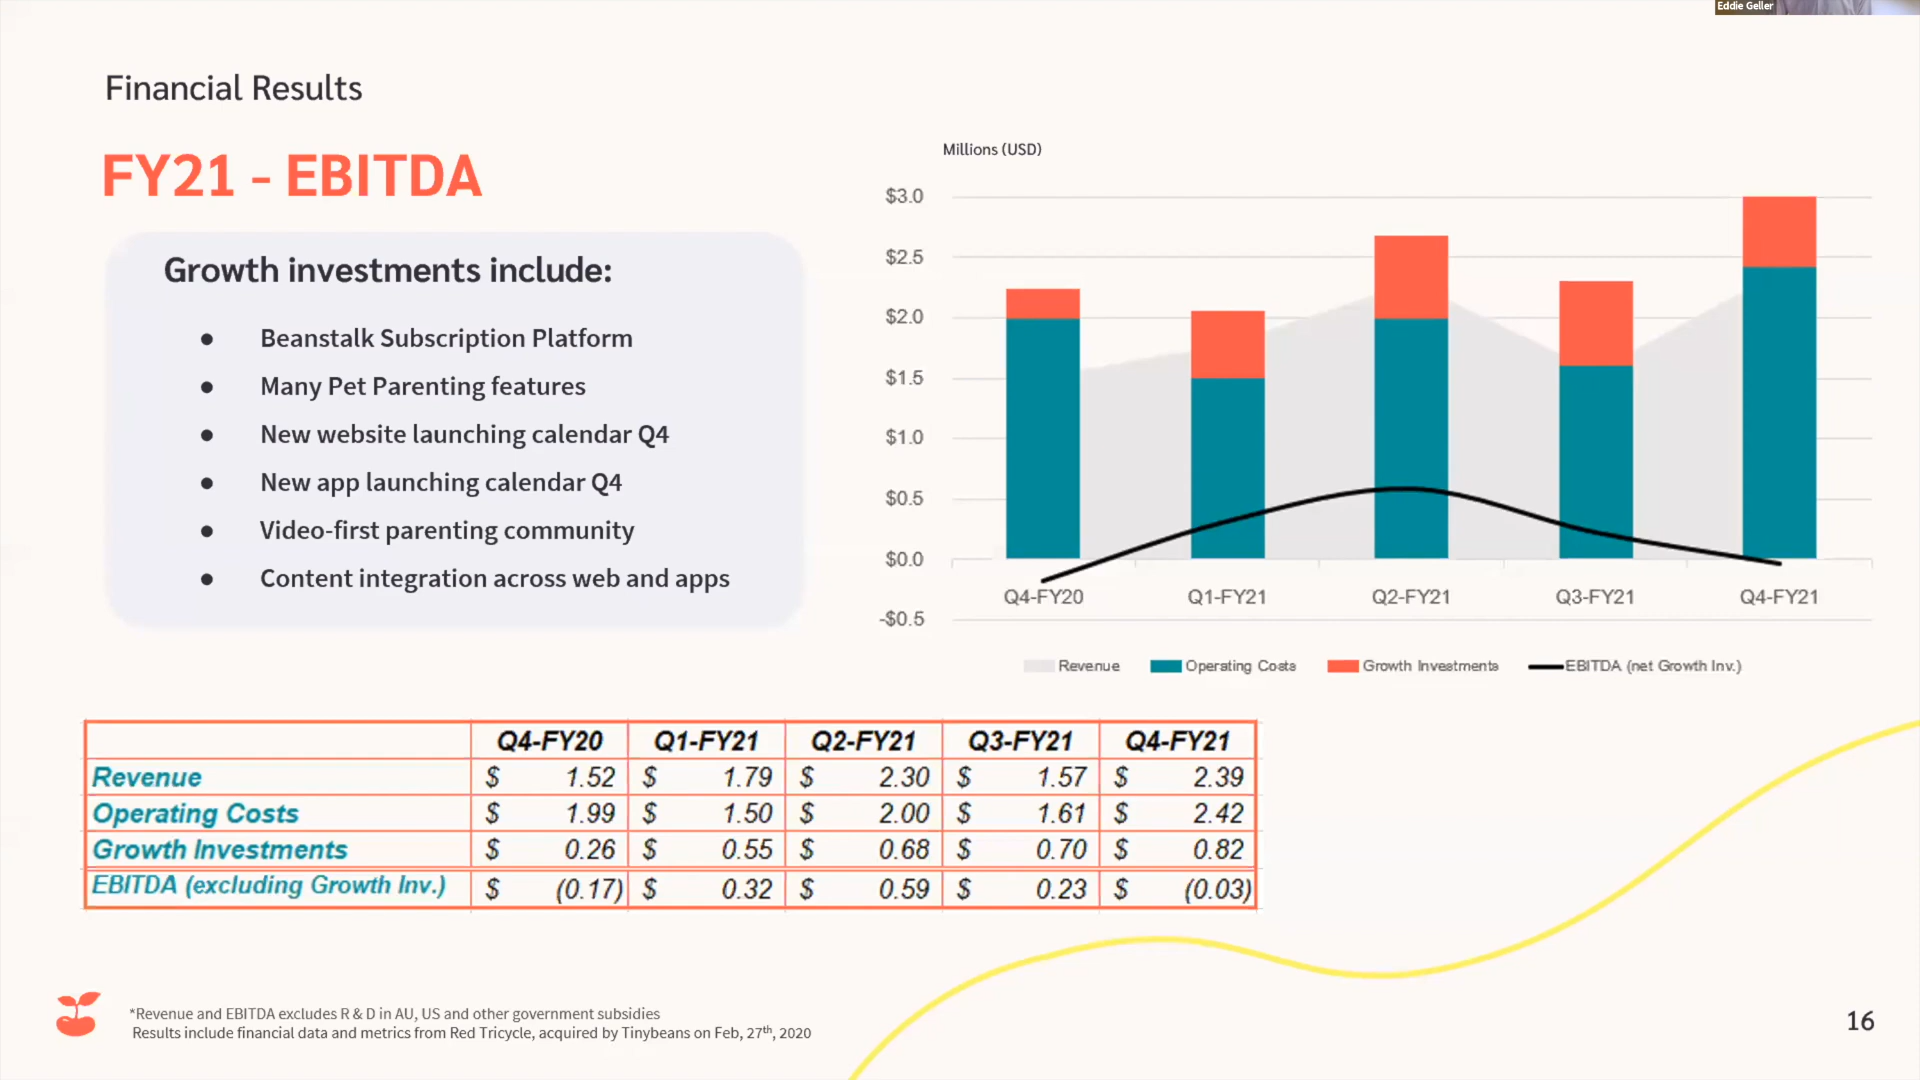 Eddie Geller
Financial Results
FY21 - EBITDA
Growth investments include:
● Beanstalk Subscription Platform
● Many Pet Parenting features
● New website launching calendar Q4
● New app launching calendar Q4
● Video-first parenting community
● Content integration across web and apps
Millions (USD)
$3.0
$2.5
$2.0
$1.5
$1.0
$0.5
$0.0
-$0.5
Q4-FY20 Q1-FY21 Q2-FY21 Q3-FY21 Q4-FY21
Revenue Operating Costs Growth Investments EBITDA (net Growth Inv.)
Q4-FY20 Q1-FY21 Q2-FY21 Q3-FY21 Q4-FY21
Revenue $ 1.52 $ 1.79 $ 2.30 $ 1.57 $ 2.39
Operating Costs $ 1.99 $ 1.50 $ 2.00 $ 1.61 $ 2.42
Growth Investments $ 0.26 $ 0.55 $ 0.68 $ 0.70 $ 0.82
EBITDA (excluding Growth Inv.) $ (0.17) $ 0.32 $ 0.59 $ 0.23 $ (0.03)
*Revenue and EBITDA excludes R & D in AU, US and other government subsidies
Results include financial data and metrics from Red Tricycle, acquired by Tinybeans on Feb, 27th, 2020
16